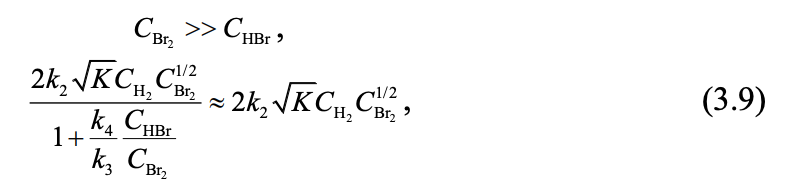 C_{Br_2} >> C_{HBr},
\frac{2k_2 \sqrt{K} C_{H_2} C_{Br_2}^{1/2}}{1 + \frac{k_4}{k_3} \frac{C_{HBr}}{C_{Br_2}}} ≈ 2k_2 \sqrt{K} C_{H_2} C_{Br_2}^{1/2}, (3.9)